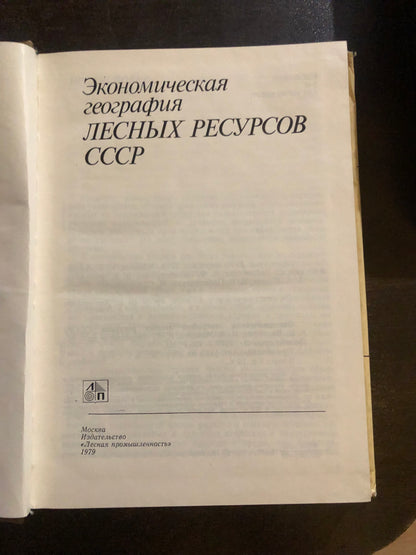 Экономическая
география
ЛЕСНЫХ РЕСУРСОВ
СССР
Л
П
Москва
Издательство
«Лесная промышленность»
1979